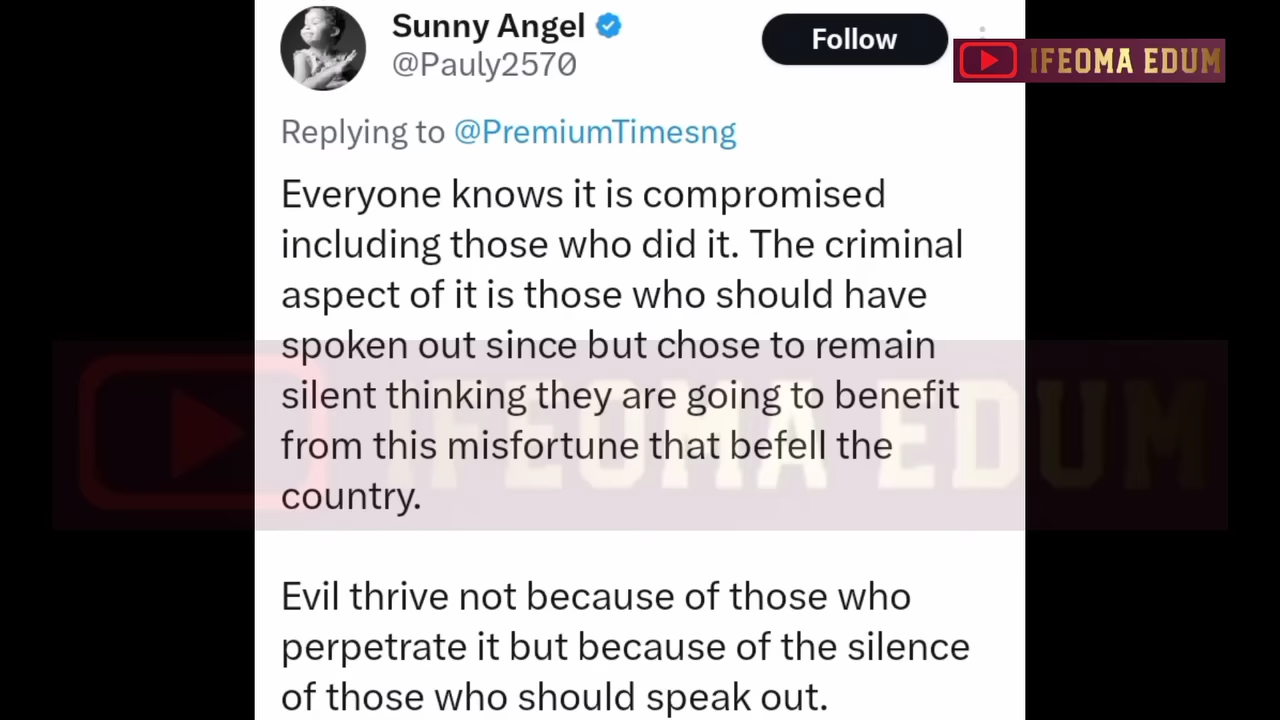 Sunny Angel
@Pauly2570
Follow
IFEOMA EDUM
Replying to @PremiumTimesng
Everyone knows it is compromised
including those who did it. The criminal
aspect of it is those who should have
spoken out since but chose to remain
silent thinking they are going to benefit
from this misfortune that befell the
country.
IFEOMA EDUM
Evil thrive not because of those who
perpetrate it but because of the silence
of those who should speak out.